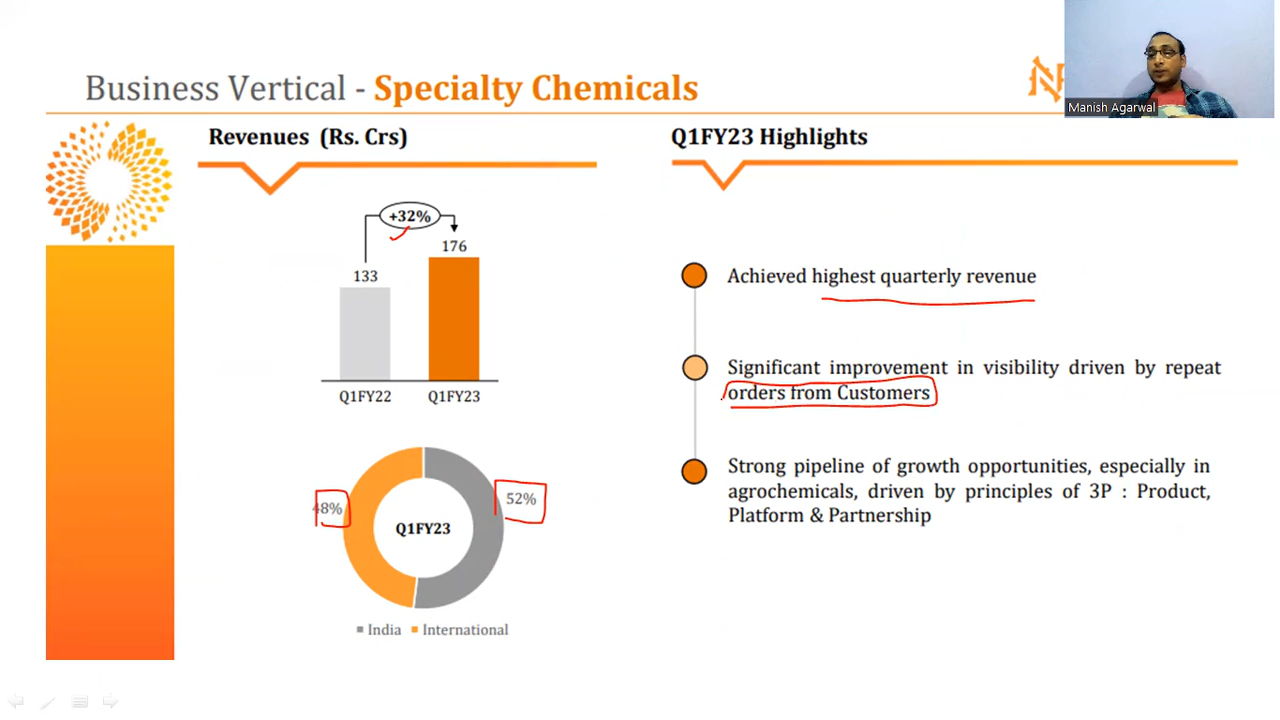 Business Vertical - Specialty Chemicals
Manish Agarwal
Revenues (Rs. Crs)
+32%
133
176
Q1FY22
Q1FY23
48%
52%
Q1FY23
India
International
Q1FY23 Highlights
Achieved highest quarterly revenue
Significant improvement in visibility driven by repeat
orders from Customers
Strong pipeline of growth opportunities, especially in
agrochemicals, driven by principles of 3P : Product,
Platform & Partnership